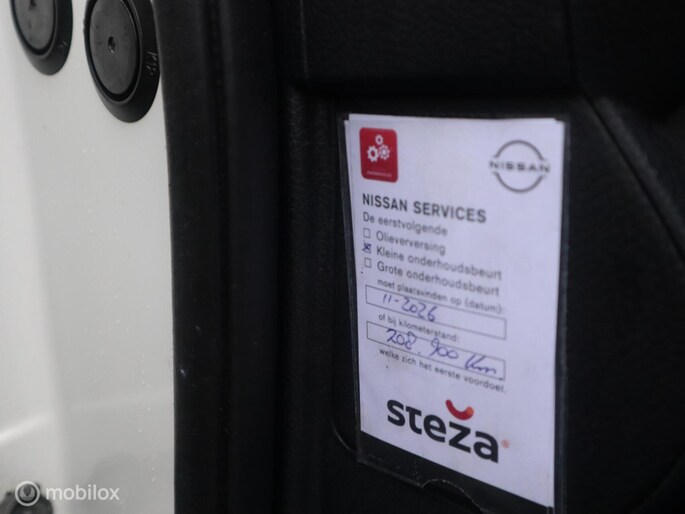 NISSAN
NISSAN SERVICES
De eerstvolgende
Olieverversing
Kleine onderhoudsbeurt
Grote onderhoudsbeurt
moet plaatsvinden op (datum):
11-2026
of bij kilometerstand:
208.900 Km.
welke zich het eerste voordoet.
steža
mobilox